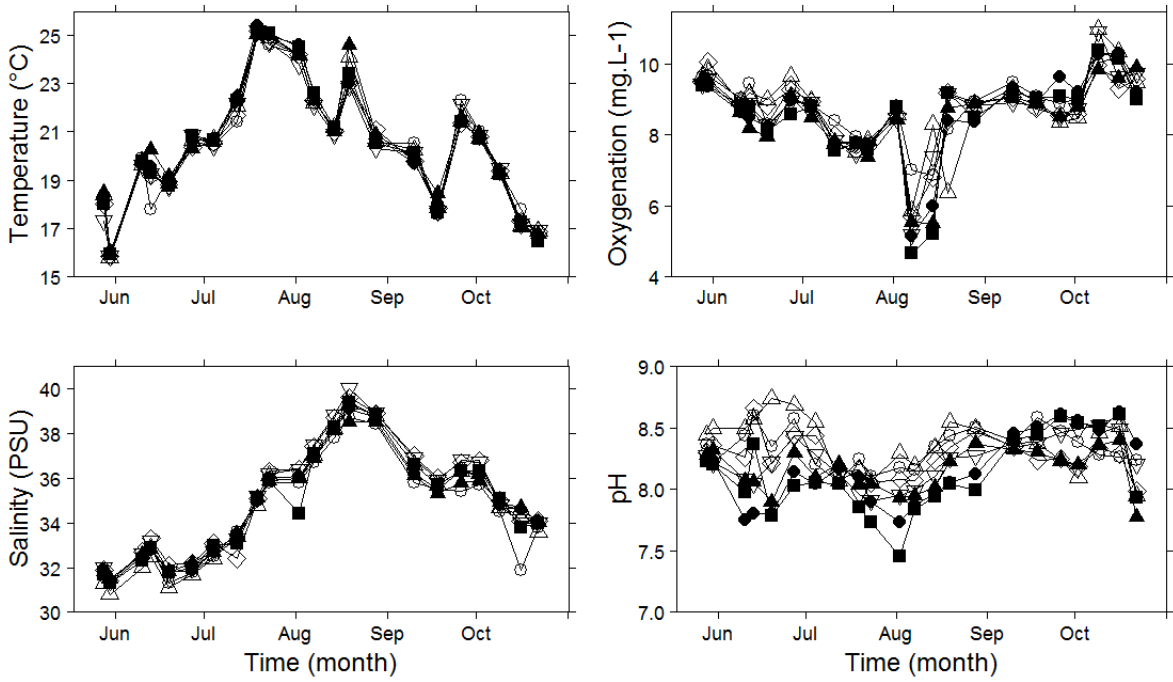 Temperature (°C)
25
23
21
19
17
15
Jun Jul Aug Sep Oct
Oxygenation (mg.L-1)
10
8
6
4
Jun Jul Aug Sep Oct
Salinity (PSU)
40
38
36
34
32
30
Jun Jul Aug Sep Oct
Time (month)
pH
9.0
8.5
8.0
7.5
7.0
Jun Jul Aug Sep Oct
Time (month)